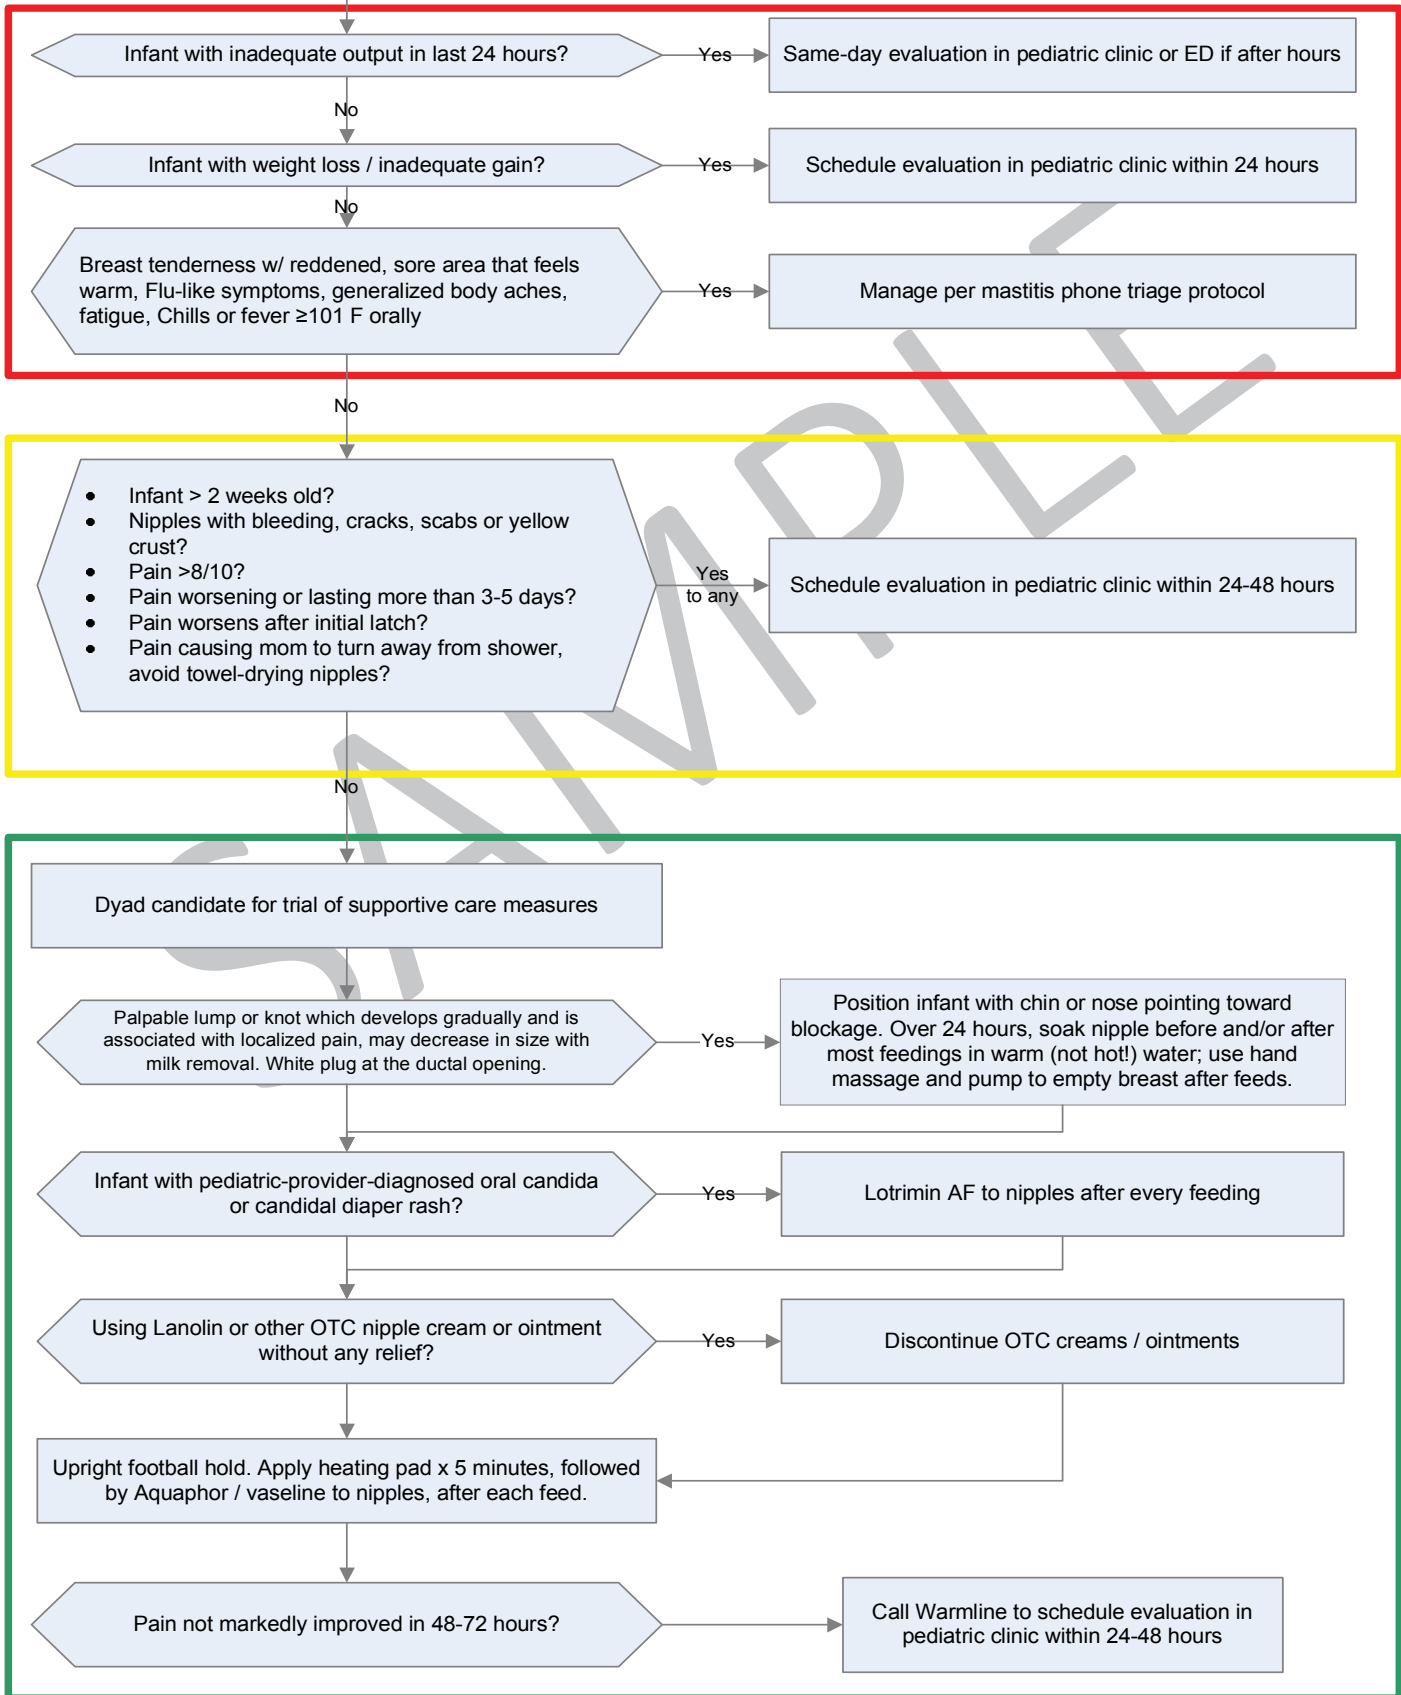 Infant with inadequate output in last 24 hours?
Yes
Same-day evaluation in pediatric clinic or ED if after hours
No
Infant with weight loss / inadequate gain?
Yes
Schedule evaluation in pediatric clinic within 24 hours
No
Breast tenderness w/ reddened, sore area that feels
warm, Flu-like symptoms, generalized body aches,
fatigue, Chills or fever ≥101 F orally
Yes
Manage per mastitis phone triage protocol
No
• Infant > 2 weeks old?
• Nipples with bleeding, cracks, scabs or yellow
crust?
• Pain >8/10?
• Pain worsening or lasting more than 3-5 days?
• Pain worsens after initial latch?
• Pain causing mom to turn away from shower,
avoid towel-drying nipples?
Yes
to any
Schedule evaluation in pediatric clinic within 24-48 hours
No
Dyad candidate for trial of supportive care measures
Palpable lump or knot which develops gradually and is
associated with localized pain, may decrease in size with
milk removal. White plug at the ductal opening.
Yes
Position infant with chin or nose pointing toward
blockage. Over 24 hours, soak nipple before and/or after
most feedings in warm (not hot!) water; use hand
massage and pump to empty breast after feeds.
Infant with pediatric-provider-diagnosed oral candida
or candidal diaper rash?
Yes
Lotrimin AF to nipples after every feeding
Using Lanolin or other OTC nipple cream or ointment
without any relief?
Yes
Discontinue OTC creams / ointments
Upright football hold. Apply heating pad x 5 minutes, followed
by Aquaphor / vaseline to nipples, after each feed.
Pain not markedly improved in 48-72 hours?
Call Warmline to schedule evaluation in
pediatric clinic within 24-48 hours
SAMPLE